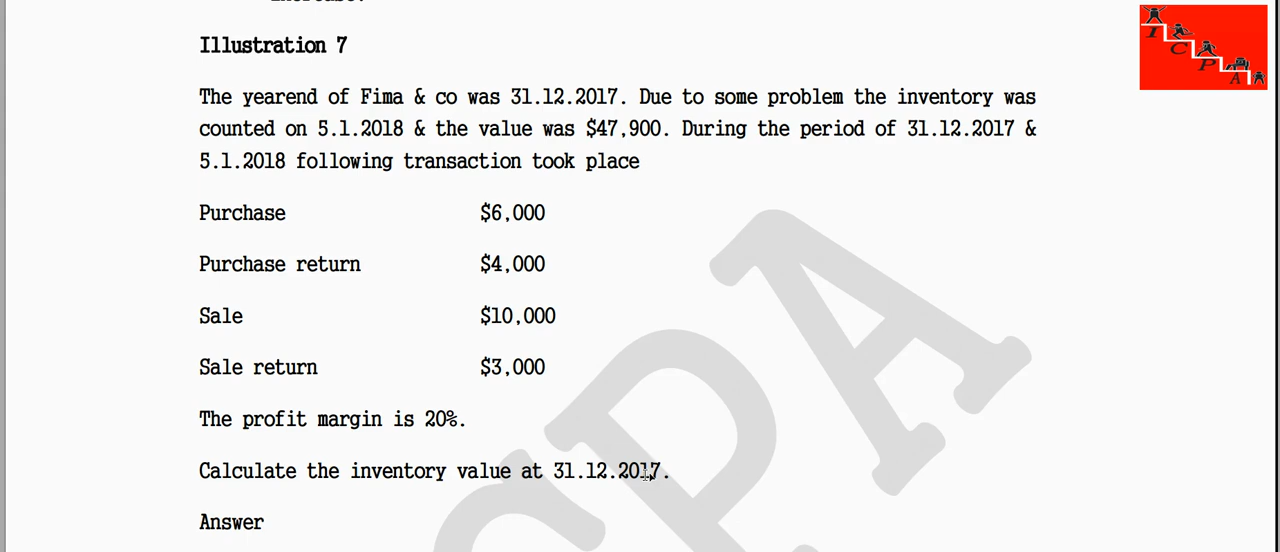 Illustration 7
The yearend of Fima & co was 31.12.2017. Due to some problem the inventory was
counted on 5.1.2018 & the value was $47,900. During the period of 31.12.2017 &
5.1.2018 following transaction took place
Purchase $6,000
Purchase return $4,000
Sale $10,000
Sale return $3,000
The profit margin is 20%.
Calculate the inventory value at 31.12.2017.
Answer
I
C
P
A
CPA